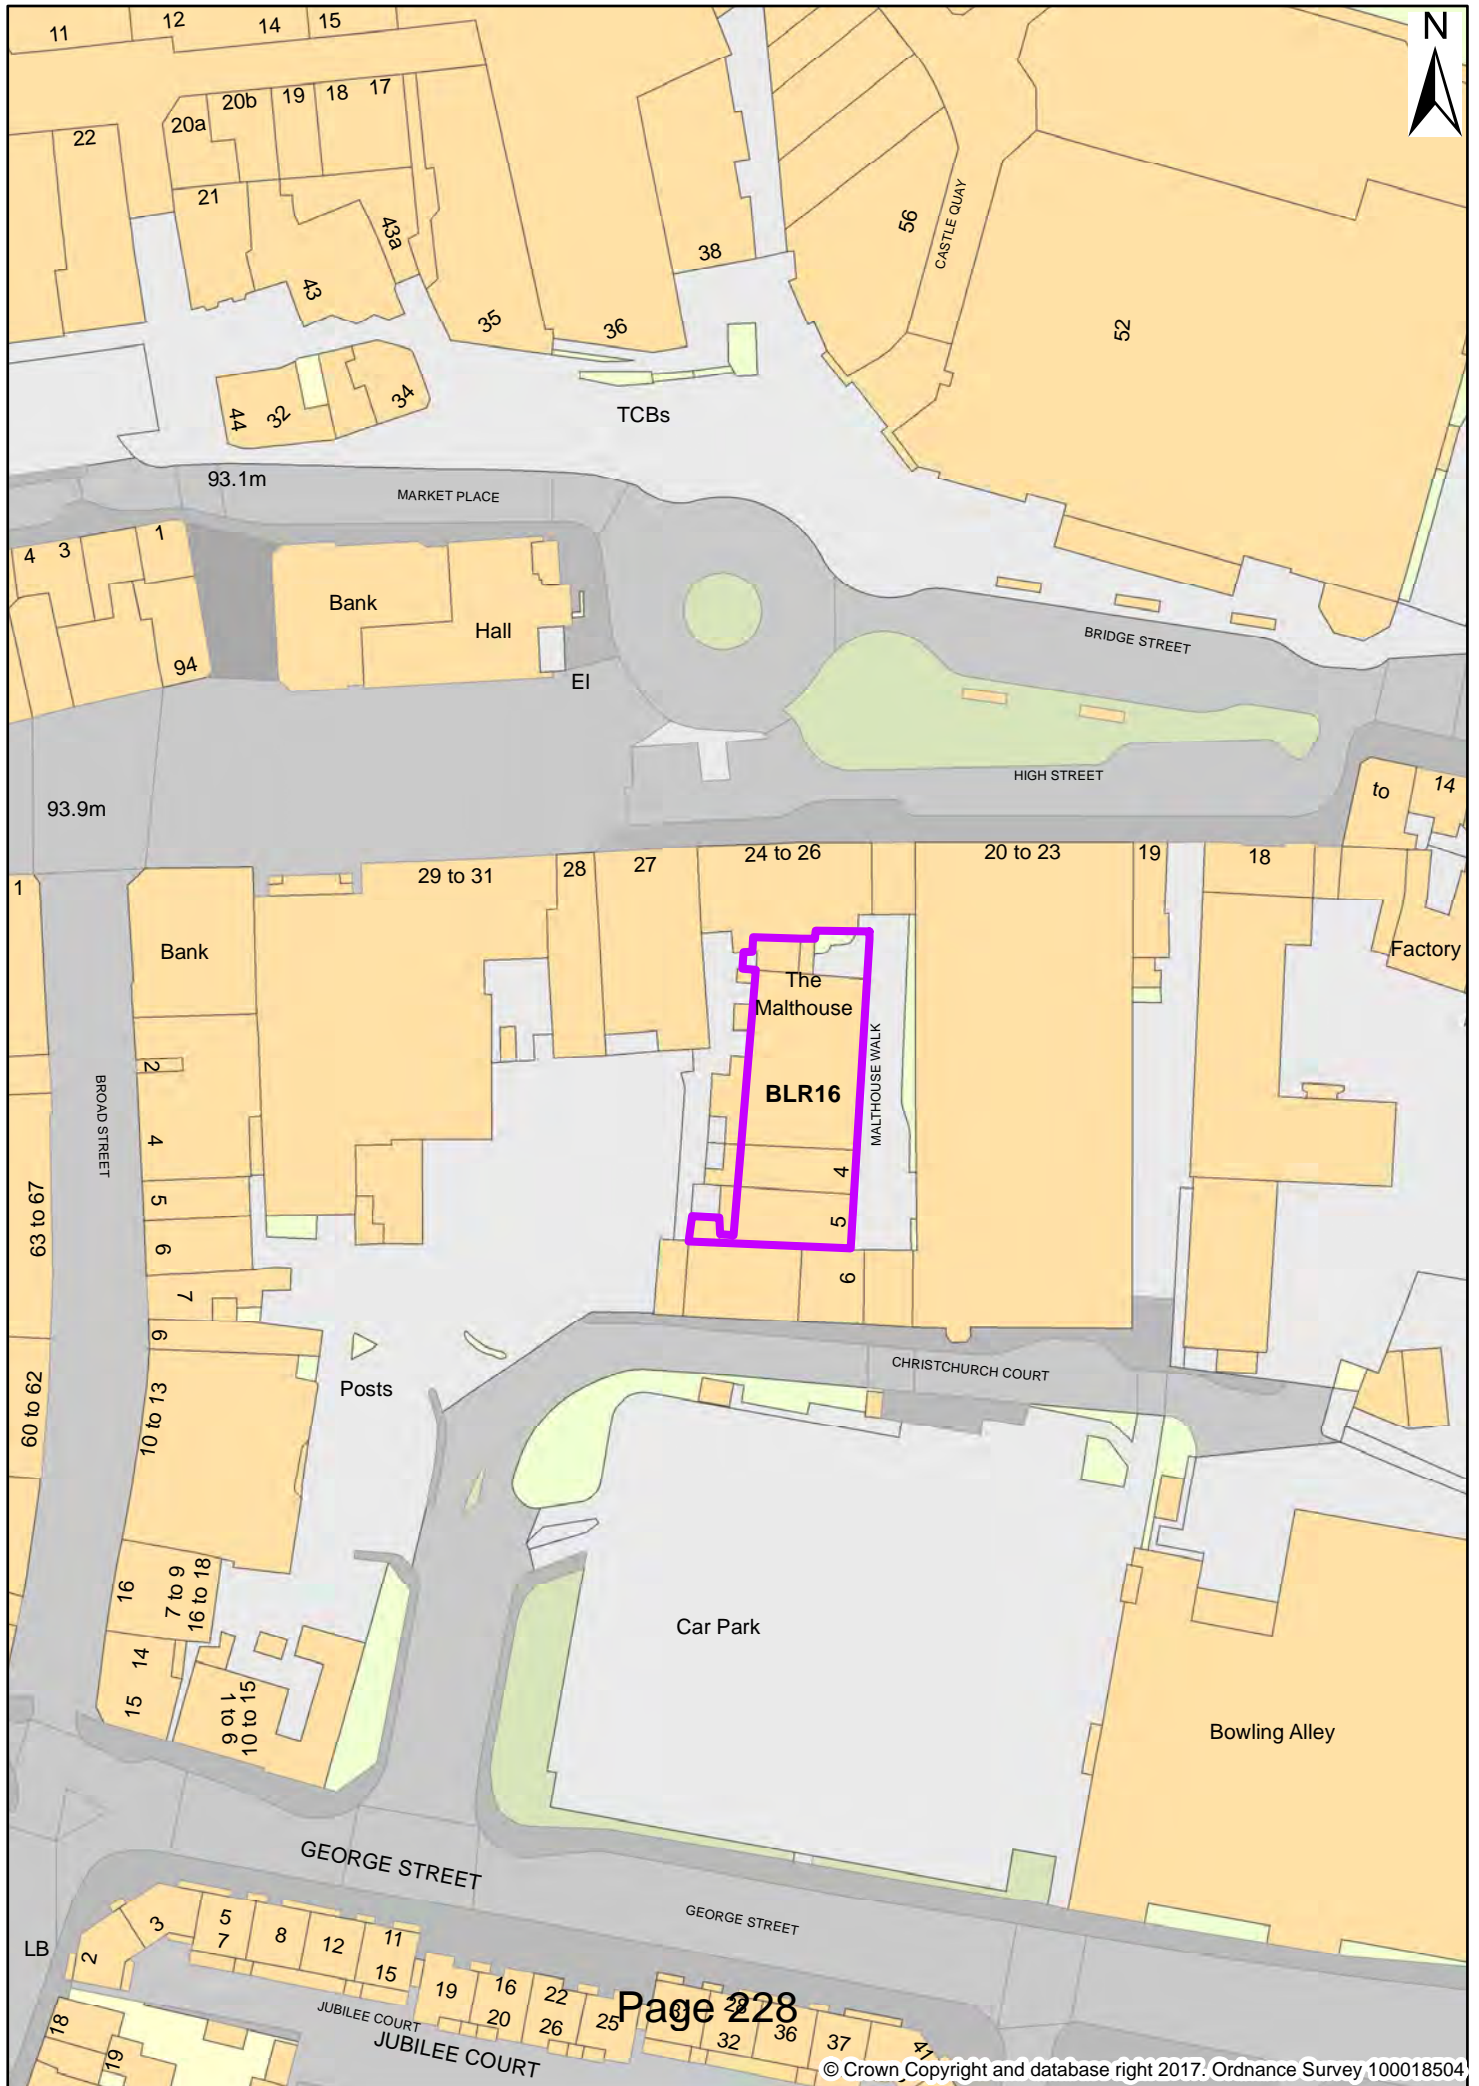 N
11
12
14
15
20a
20b
19
18
17
22
21
43a
43
35
36
38
56
CASTLE QUAY
52
44
32
34
TCBs
93.1m
MARKET PLACE
4
3
1
94
Bank
Hall
El
BRIDGE STREET
HIGH STREET
93.9m
to
14
1
29 to 31
28
27
24 to 26
20 to 23
19
18
Bank
Factory
The
Malthouse
BLR16
MALTHOUSE WALK
4
5
6
BROAD STREET
2
4
5
6
7
9
63 to 67
60 to 62
10 to 13
Posts
CHRISTCHURCH COURT
16
7 to 9
16 to 18
14
15
1 to 9
10 to 15
Car Park
Bowling Alley
GEORGE STREET
GEORGE STREET
LB
2
3
5
7
8
12
11
15
19
16
20
22
26
25
28
32
36
37
41
18
19
JUBILEE COURT
JUBILEE COURT
Page 228
© Crown Copyright and database right 2017. Ordnance Survey 100018504